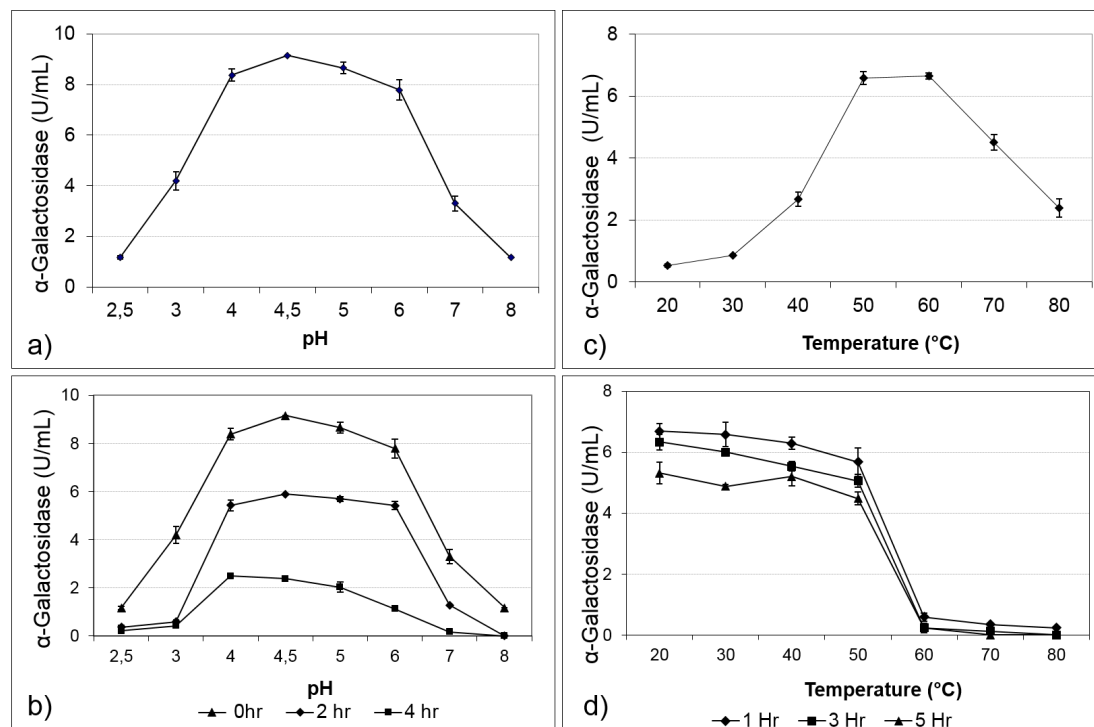 α-Galactosidase (U/mL)
10
8
6
4
2
0
2,5 3 4 4,5 5 6 7 8
pH
a)
α-Galactosidase (U/mL)
8
6
4
2
0
20 30 40 50 60 70 80
Temperature (°C)
c)
α-Galactosidase (U/mL)
10
8
6
4
2
0
2,5 3 4 4,5 5 6 7 8
pH
b)
0hr 2 hr 4 hr
α-Galactosidase (U/mL)
8
6
4
2
0
20 30 40 50 60 70 80
Temperature (°C)
d)
1 Hr 3 Hr 5 Hr